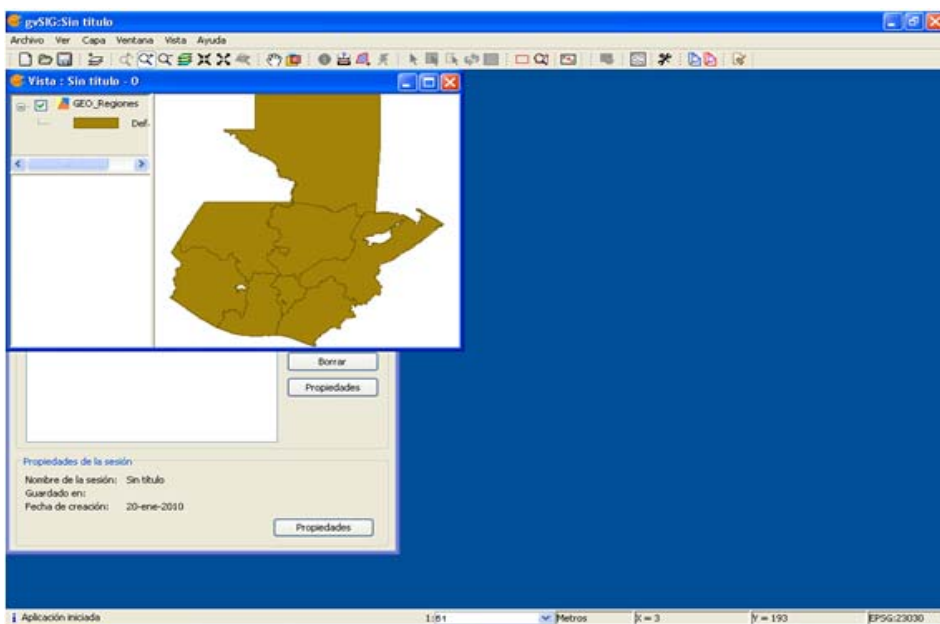 gvSIG:Sin título
Archivo Ver Capa Ventana Vista Ayuda
Vista : Sin título - 0
GEO_Regiones
Def.
Borrar
Propiedades
Propiedades de la sesión
Nombre de la sesión: Sin título
Guardado en:
Fecha de creación: 20-ene-2010
Propiedades
Aplicación iniciada
1:61
Metros
X = 3
Y = 193
EPSG:23030